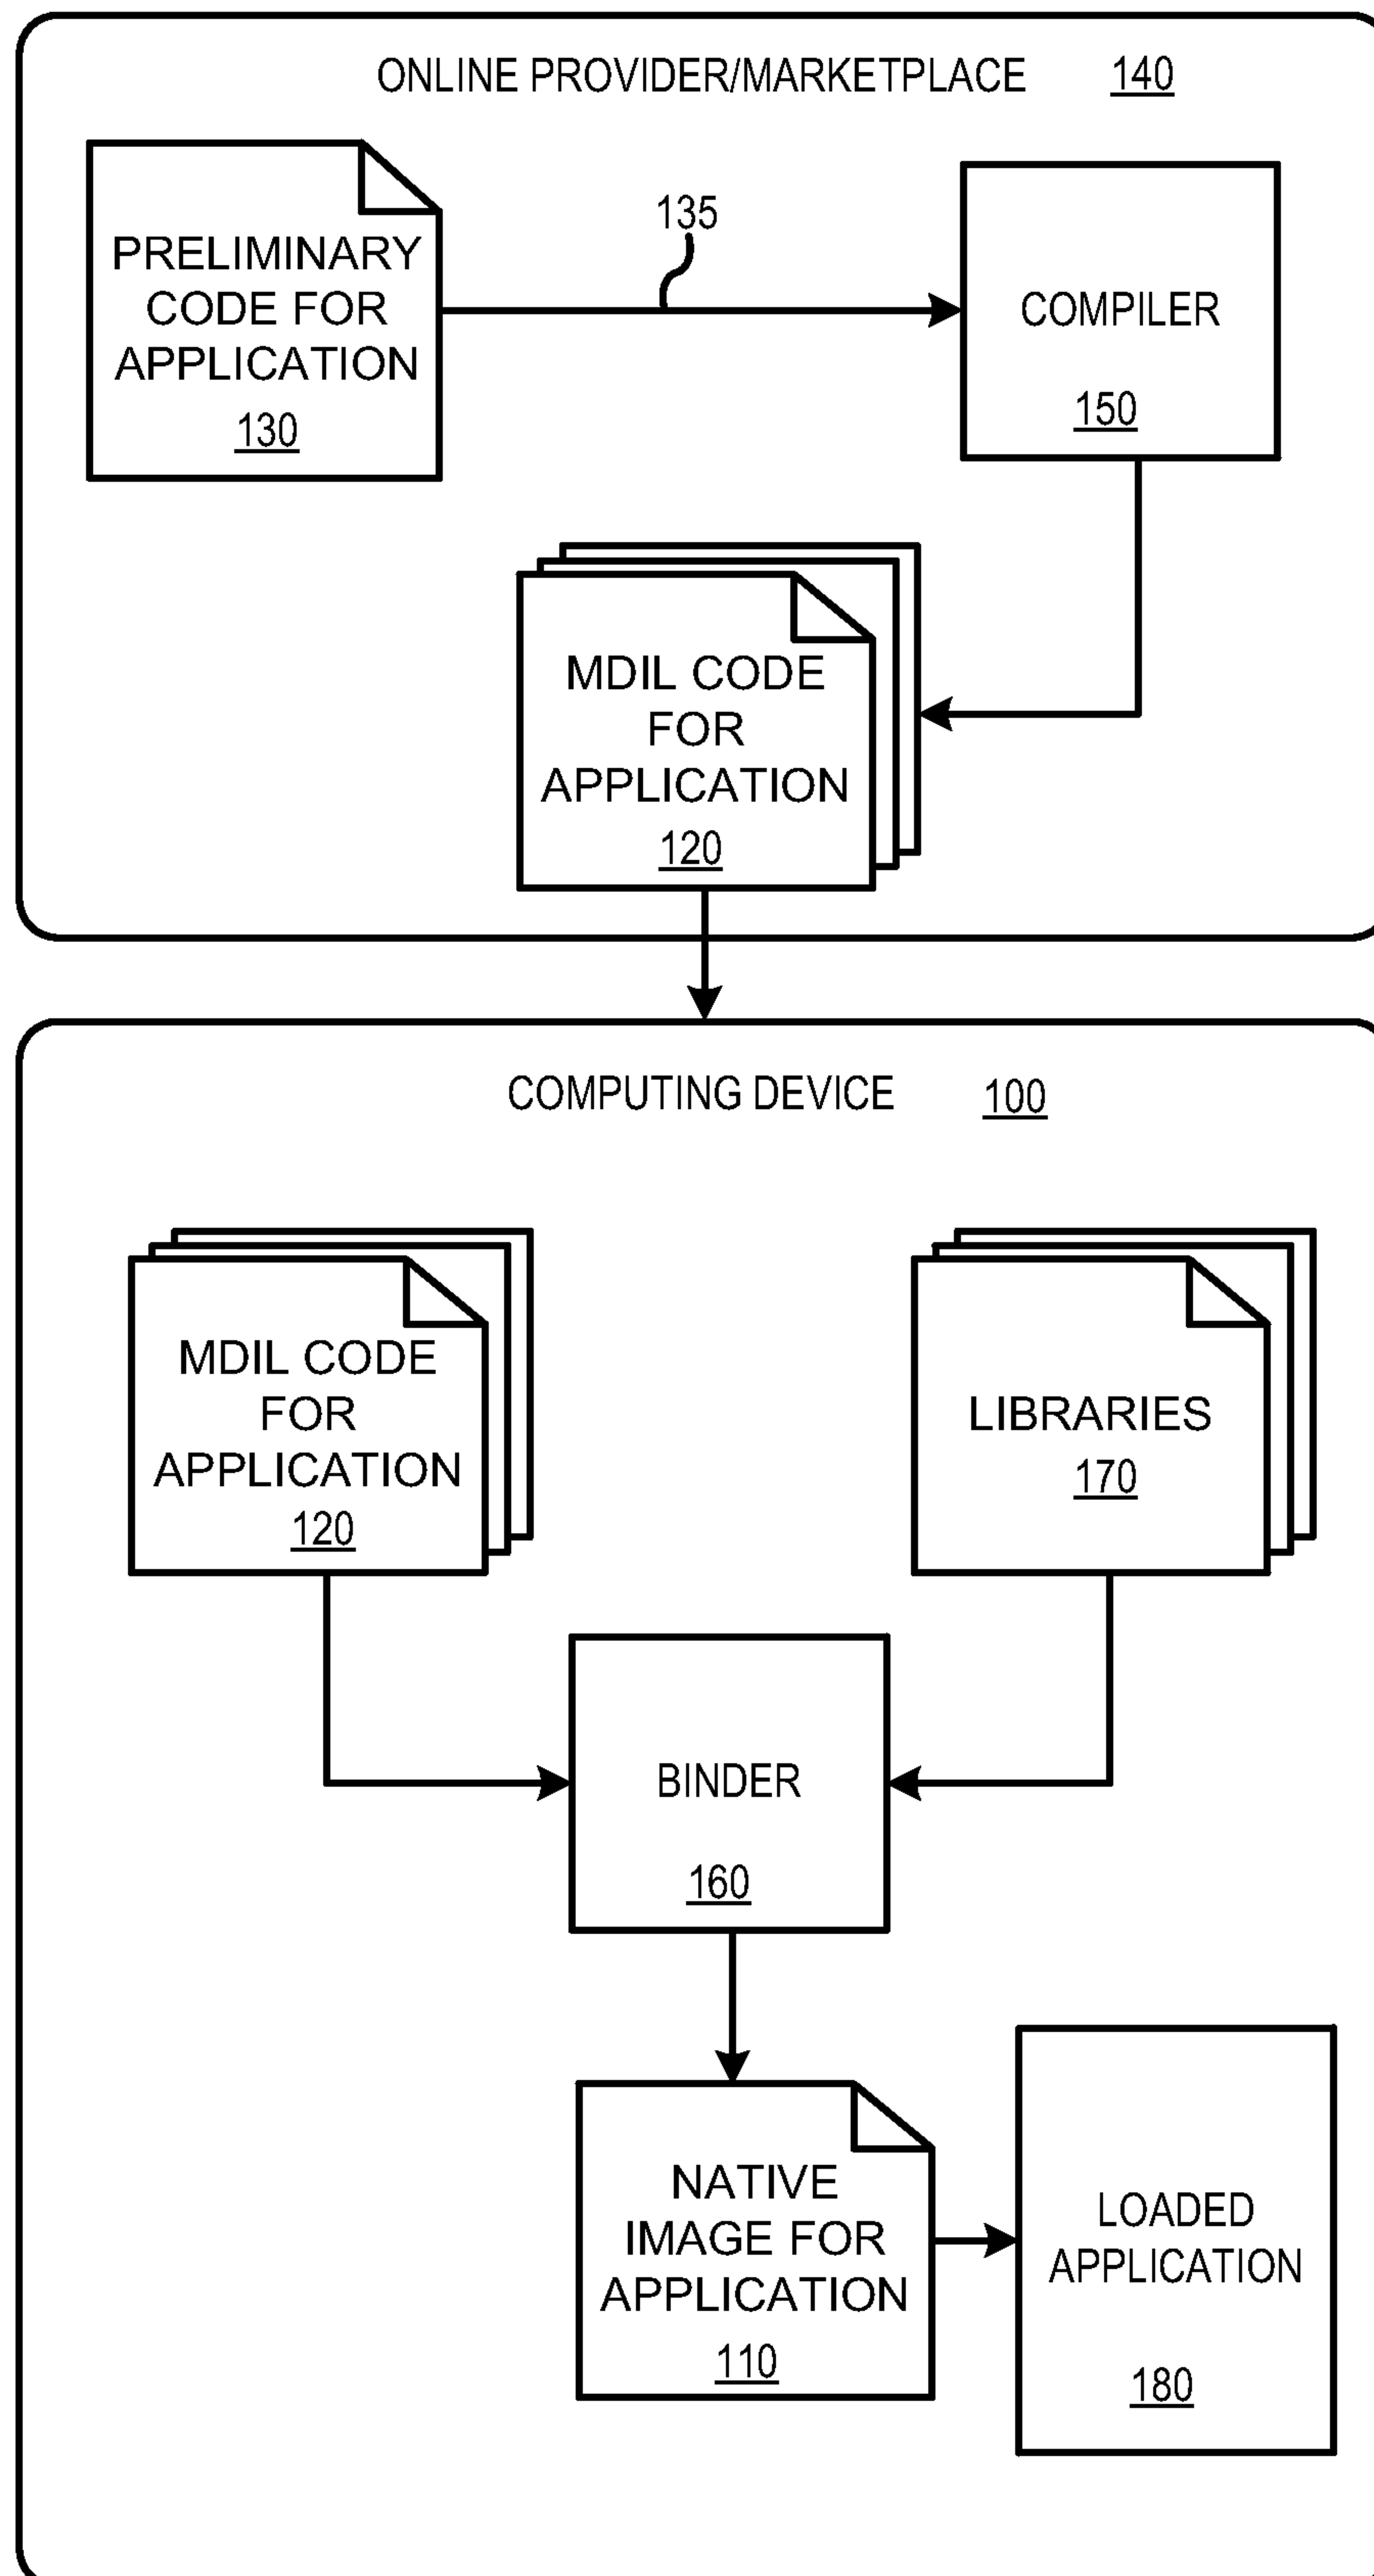 ONLINE PROVIDER/MARKETPLACE 140
PRELIMINARY
CODE FOR
APPLICATION
130
135
COMPILER
150
MDIL CODE
FOR
APPLICATION
120
COMPUTING DEVICE 100
MDIL CODE
FOR
APPLICATION
120
LIBRARIES
170
BINDER
160
NATIVE
IMAGE FOR
APPLICATION
110
LOADED
APPLICATION
180